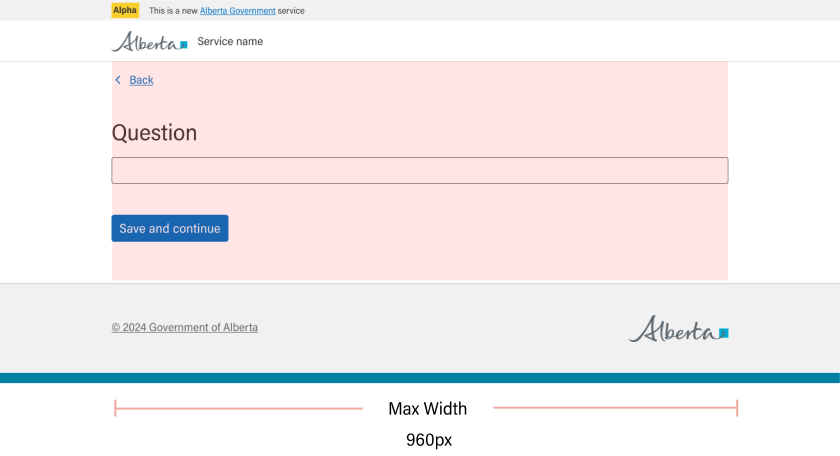 Alpha This is a new Alberta Government service
Alberta Service name
Back
Question
Save and continue
© 2024 Government of Alberta
Alberta
Max Width
960px